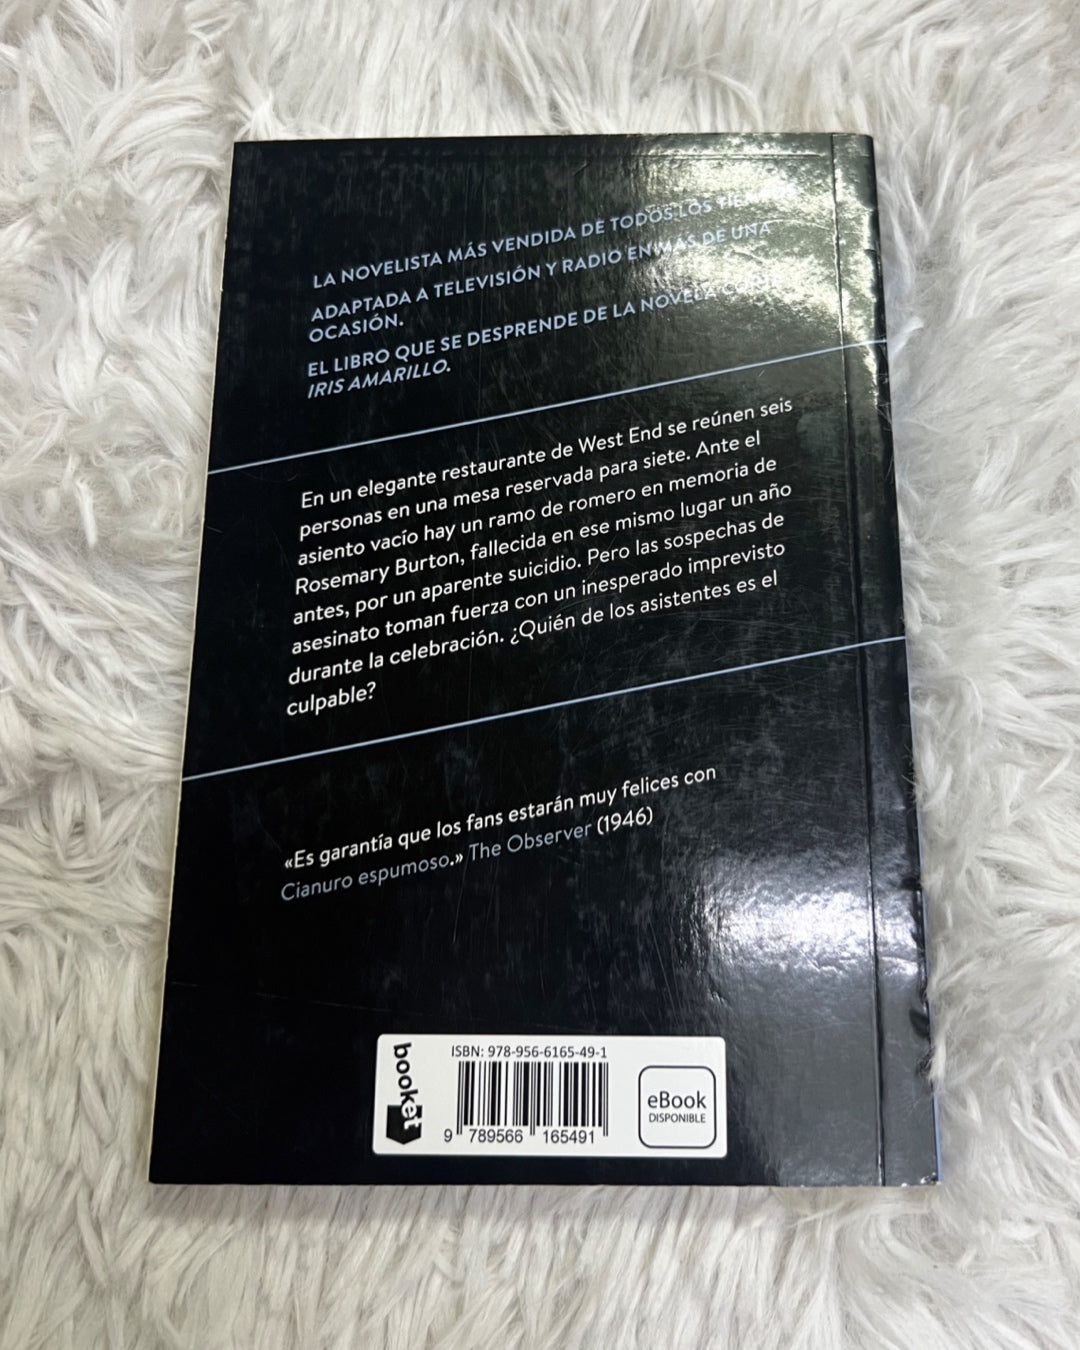 LA NOVELISTA MÁS VENDIDA DE TODOS LOS
ADAPTADA A TELEVISIÓN Y RADIO EN MÁS DE UNA
OCASIÓN.
EL LIBRO QUE SE DESPRENDE DE LA NOVELA CORTA
IRIS AMARILLO.
En un elegante restaurante de West End se reúnen seis
personas en una mesa reservada para siete. Ante el
asiento vacío hay un ramo de romero en memoria de
Rosemary Burton, fallecida en ese mismo lugar un año
antes, por un aparente suicidio. Pero las sospechas de
asesinato toman fuerza con un inesperado imprevisto
durante la celebración. ¿Quién de los asistentes es el
culpable?
«Es garantía que los fans estarán muy felices con
Cianuro espumoso.» The Observer (1946)
booket
ISBN: 978-956-6165-49-1
9 789566 165491
eBook
DISPONIBLE